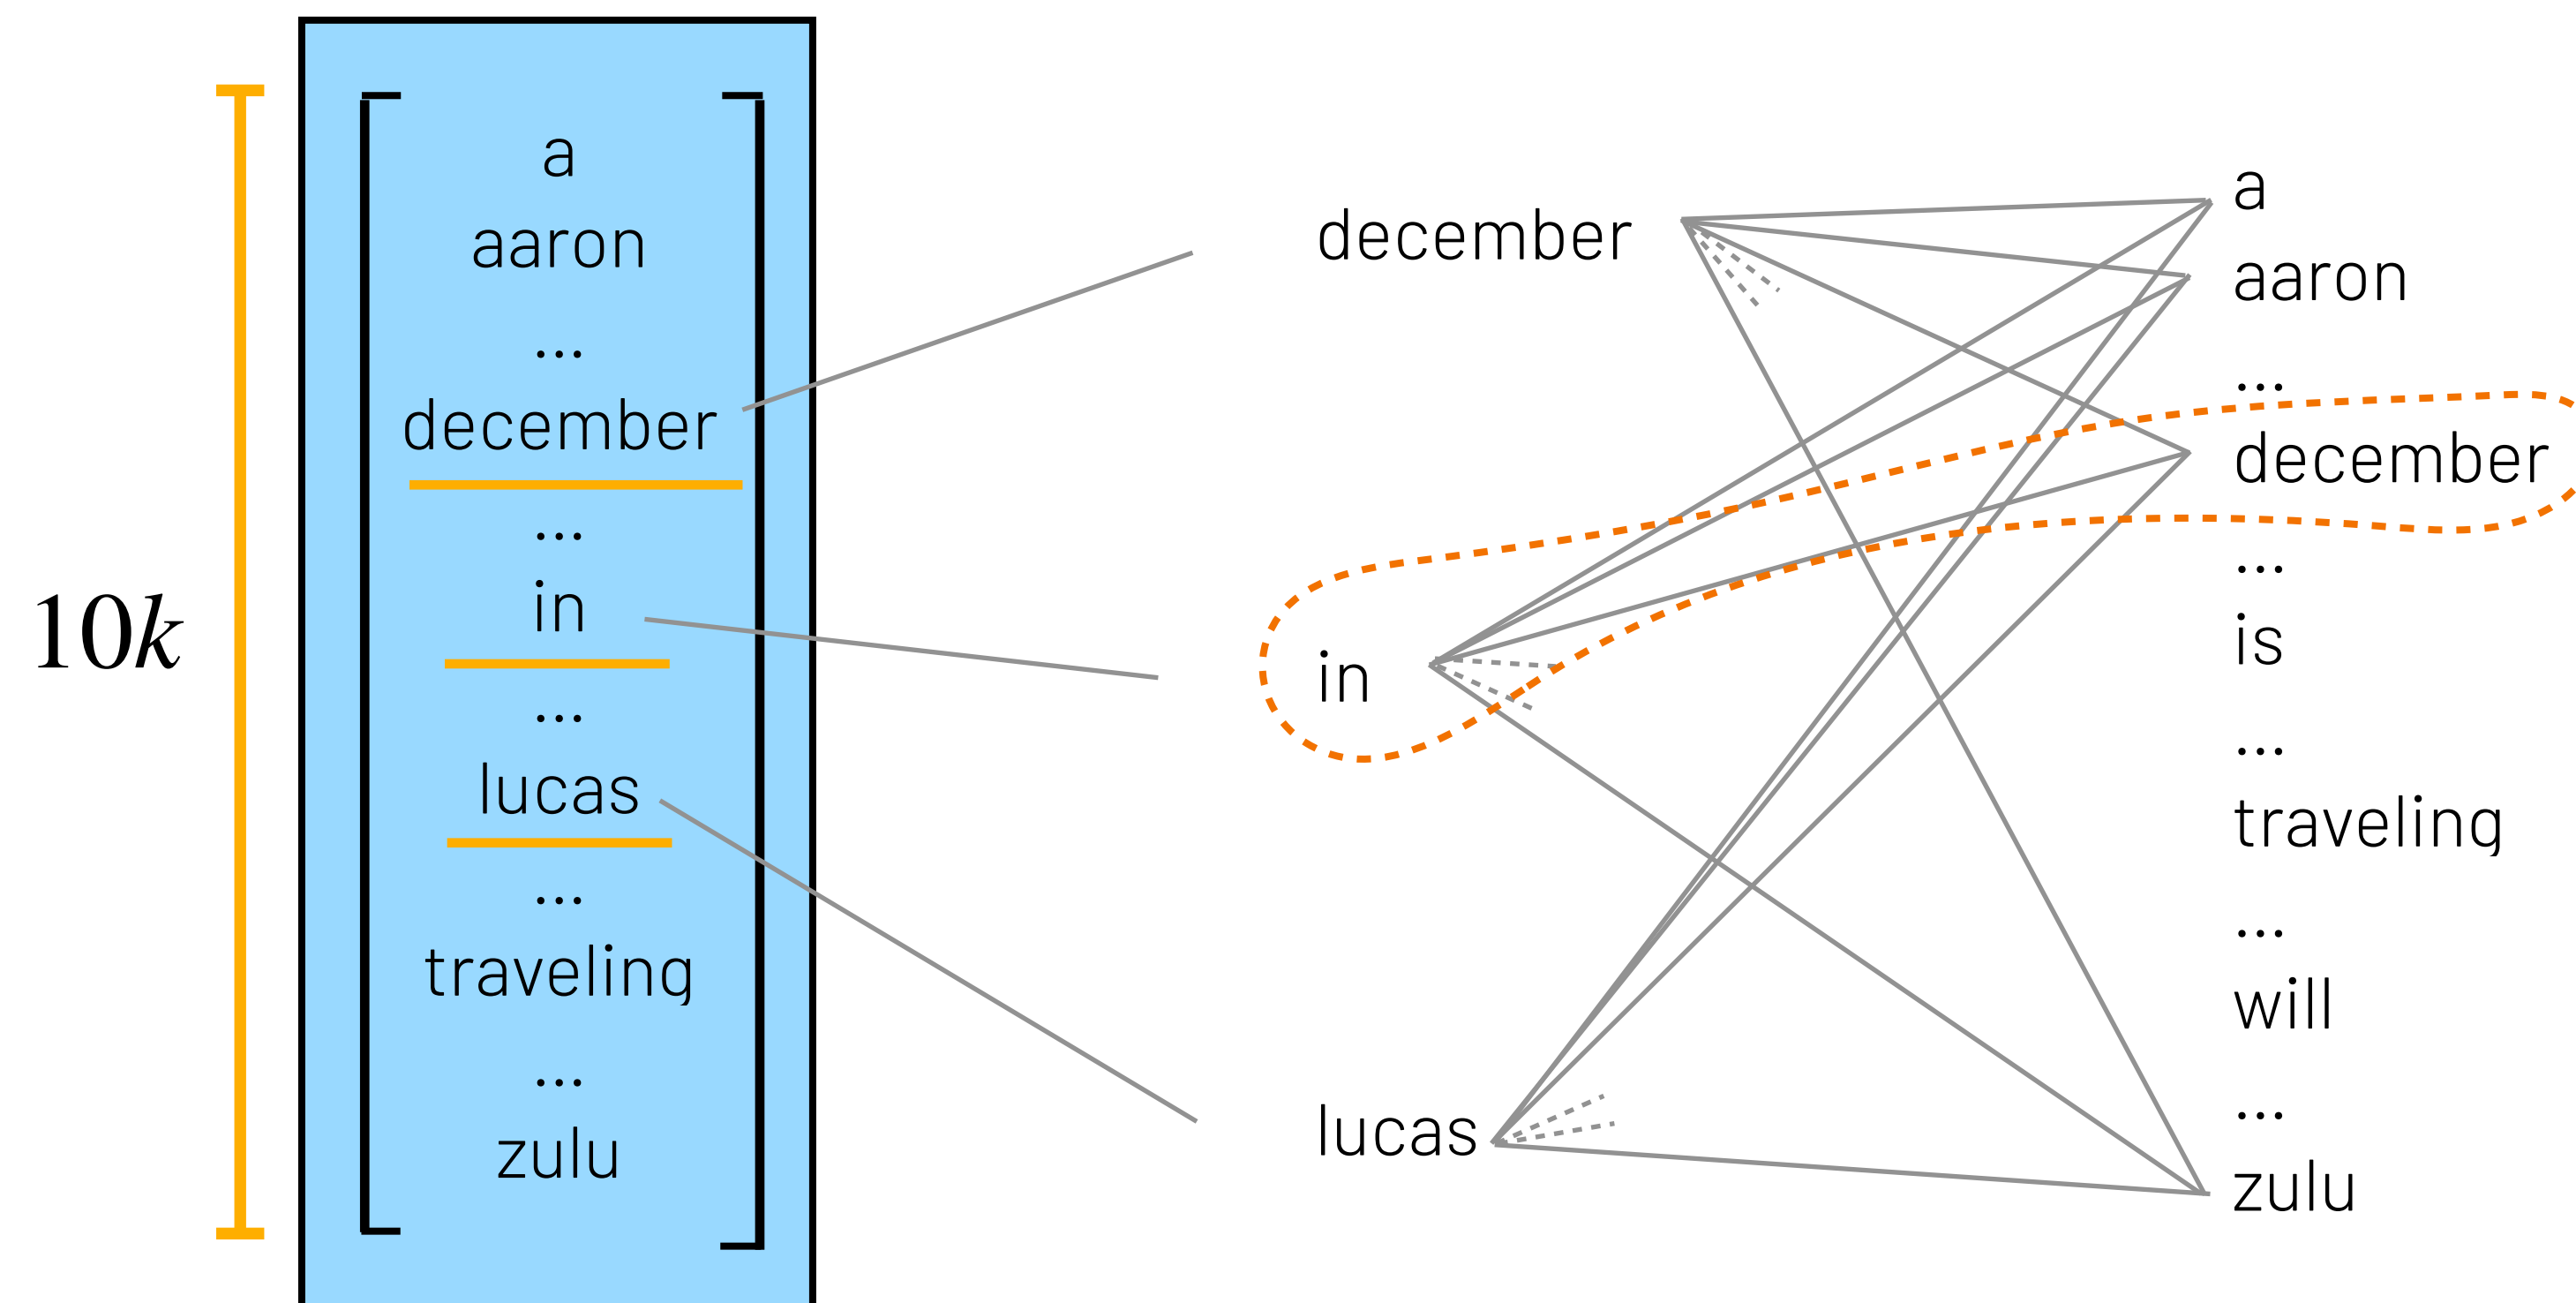 10k
a
aaron
...
december
...
in
...
lucas
...
traveling
...
zulu
december
in
lucas
a
aaron
...
december
...
is
...
traveling
...
will
...
zulu